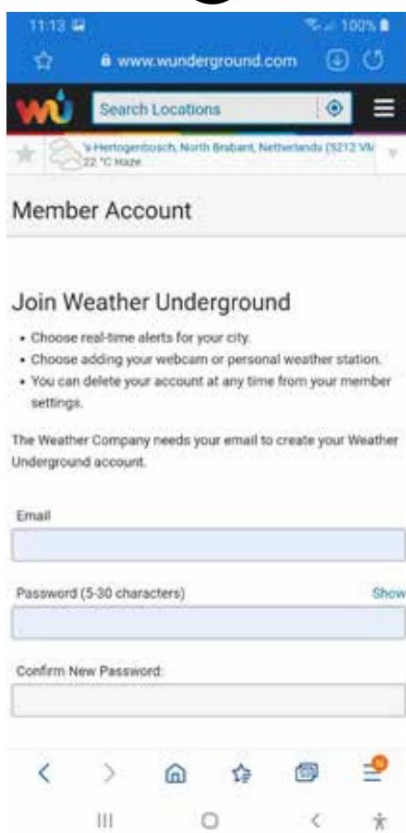 11:13
100%
www.wunderground.com
wu
Search Locations
's-Hertogenbosch, North Brabant, Netherlands (5212 VM
22 °C Haze
Member Account
Join Weather Underground
• Choose real-time alerts for your city.
• Choose adding your webcam or personal weather station.
• You can delete your account at any time from your member
settings.
The Weather Company needs your email to create your Weather
Underground account.
Email
Password (5-30 characters)
Show
Confirm New Password:
N